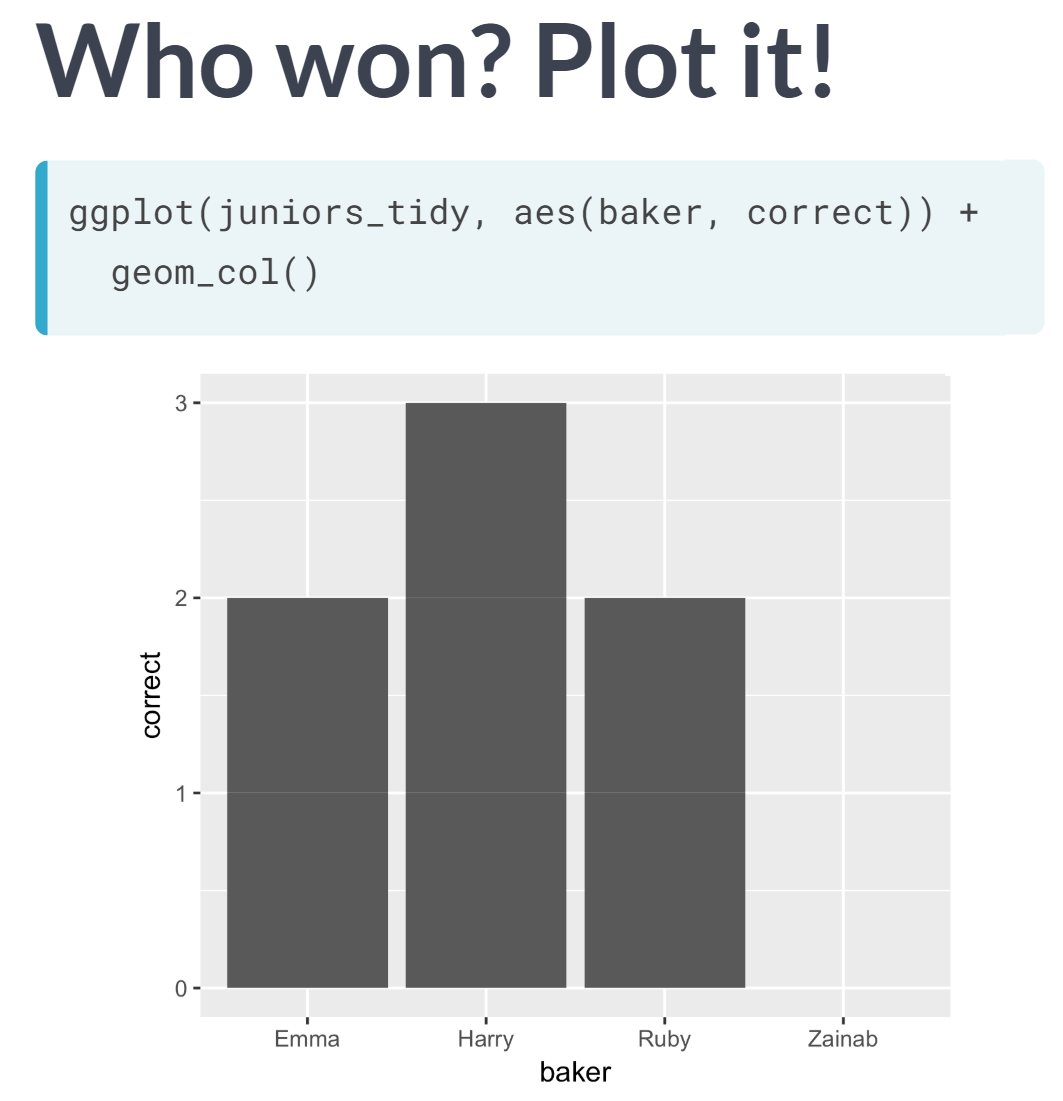 Who won? Plot it!
ggplot(juniors_tidy, aes(baker, correct)) +
  geom_col()
3
2
1
0
correct
Emma Harry Ruby Zainab
baker